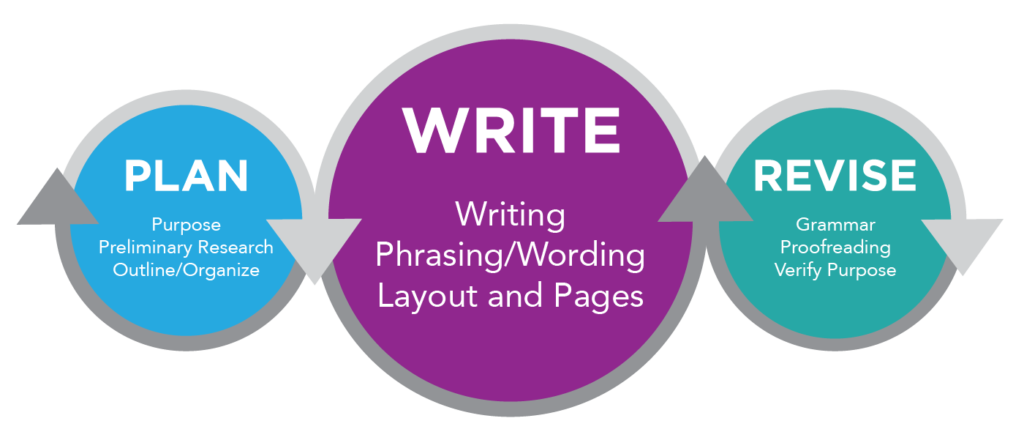 PLAN
Purpose
Preliminary Research
Outline/Organize
WRITE
Writing
Phrasing/Wording
Layout and Pages
REVISE
Grammar
Proofreading
Verify Purpose